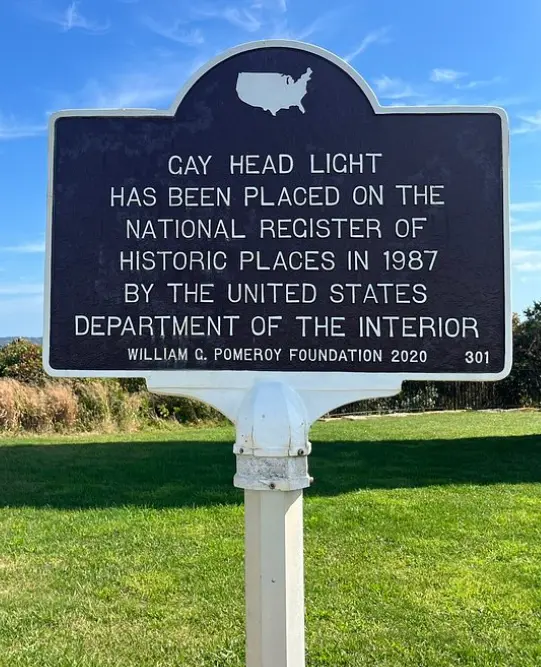 GAY HEAD LIGHT
HAS BEEN PLACED ON THE
NATIONAL REGISTER OF
HISTORIC PLACES IN 1987
BY THE UNITED STATES
DEPARTMENT OF THE INTERIOR
WILLIAM G. POMEROY FOUNDATION 2020 301